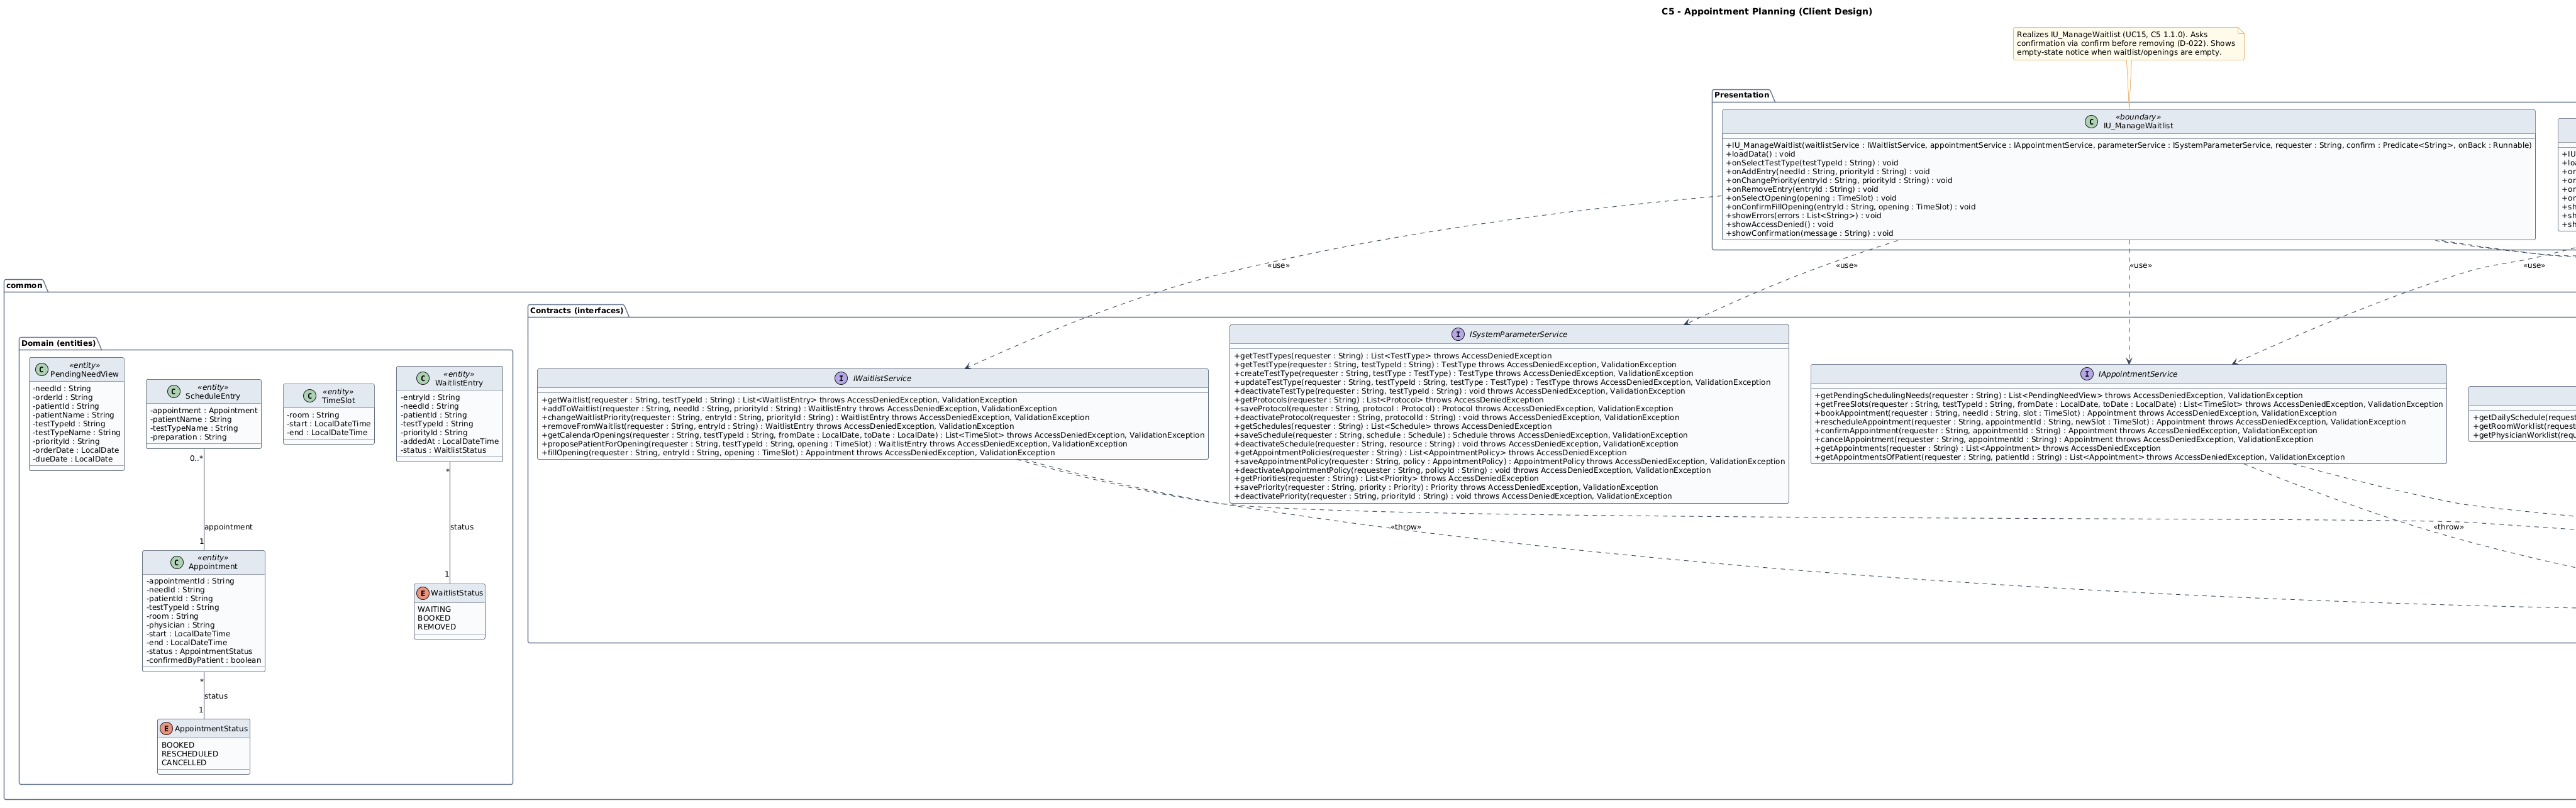 C5 - Appointment Planning (Client Design)
Realizes IU_ManageWaitlist (UC15, C5 1.1.0). Asks
confirmation via confirm before removing (D-022). Shows
empty-state notice when waitlist/openings are empty.
Presentation
«boundary»
C
IU_ManageWaitlist
+IU_ManageWaitlist(waitlistService : IWaitlistService, appointmentService : IAppointmentService, parameterService : ISystemParameterService, requester : String, confirm : Predicate<String>, onBack : Runnable)
+loadData() : void
+onSelectTestType(testTypeId : String) : void
+onAddEntry(needId : String, priorityId : String) : void
+onChangePriority(entryId : String, priorityId : String) : void
+onRemoveEntry(entryId : String) : void
+onSelectOpening(opening : TimeSlot) : void
+onConfirmFillOpening(entryId : String, opening : TimeSlot) : void
+showErrors(errors : List<String>) : void
+showAccessDenied() : void
+showConfirmation(message : String) : void
+IU
+loa
+on
+on
+on
+on
+sh
+sh
+sh
«use»
«use»
«use»
«use»
common
Domain (entities)
C
«entity»
PendingNeedView
-needId : String
-orderId : String
-patientId : String
-patientName : String
-testTypeId : String
-testTypeName : String
-priorityId : String
-orderDate : LocalDate
-dueDate : LocalDate
C
«entity»
ScheduleEntry
-appointment : Appointment
-patientName : String
-testTypeName : String
-preparation : String
C
«entity»
TimeSlot
-room : String
-start : LocalDateTime
-end : LocalDateTime
C
«entity»
WaitlistEntry
-entryId : String
-needId : String
-patientId : String
-testTypeId : String
-priorityId : String
-addedAt : LocalDateTime
-status : WaitlistStatus
0..*
appointment
1
*
status
1
C
«entity»
Appointment
-appointmentId : String
-needId : String
-patientId : String
-testTypeId : String
-room : String
-physician : String
-start : LocalDateTime
-end : LocalDateTime
-status : AppointmentStatus
-confirmedByPatient : boolean
E
WaitlistStatus
WAITING
BOOKED
REMOVED
*
status
1
E
AppointmentStatus
BOOKED
RESCHEDULED
CANCELLED
Contracts (interfaces)
I
IWaitlistService
+getWaitlist(requester : String, testTypeId : String) : List<WaitlistEntry> throws AccessDeniedException, ValidationException
+addToWaitlist(requester : String, needId : String, priorityId : String) : WaitlistEntry throws AccessDeniedException, ValidationException
+changeWaitlistPriority(requester : String, entryId : String, priorityId : String) : WaitlistEntry throws AccessDeniedException, ValidationException
+removeFromWaitlist(requester : String, entryId : String) : WaitlistEntry throws AccessDeniedException, ValidationException
+getCalendarOpenings(requester : String, testTypeId : String, fromDate : LocalDate, toDate : LocalDate) : List<TimeSlot> throws AccessDeniedException, ValidationException
+proposePatientForOpening(requester : String, testTypeId : String, opening : TimeSlot) : WaitlistEntry throws AccessDeniedException, ValidationException
+fillOpening(requester : String, entryId : String, opening : TimeSlot) : Appointment throws AccessDeniedException, ValidationException
I
ISystemParameterService
+getTestTypes(requester : String) : List<TestType> throws AccessDeniedException
+getTestType(requester : String, testTypeId : String) : TestType throws AccessDeniedException, ValidationException
+createTestType(requester : String, testType : TestType) : TestType throws AccessDeniedException, ValidationException
+updateTestType(requester : String, testTypeId : String, testType : TestType) : TestType throws AccessDeniedException, ValidationException
+deactivateTestType(requester : String, testTypeId : String) : void throws AccessDeniedException, ValidationException
+getProtocols(requester : String) : List<Protocol> throws AccessDeniedException
+saveProtocol(requester : String, protocol : Protocol) : Protocol throws AccessDeniedException, ValidationException
+deactivateProtocol(requester : String, protocolId : String) : void throws AccessDeniedException, ValidationException
+getSchedules(requester : String) : List<Schedule> throws AccessDeniedException
+saveSchedule(requester : String, schedule : Schedule) : Schedule throws AccessDeniedException, ValidationException
+deactivateSchedule(requester : String, resource : String) : void throws AccessDeniedException, ValidationException
+getAppointmentPolicies(requester : String) : List<AppointmentPolicy> throws AccessDeniedException
+saveAppointmentPolicy(requester : String, policy : AppointmentPolicy) : AppointmentPolicy throws AccessDeniedException, ValidationException
+deactivateAppointmentPolicy(requester : String, policyId : String) : void throws AccessDeniedException, ValidationException
+getPriorities(requester : String) : List<Priority> throws AccessDeniedException
+savePriority(requester : String, priority : Priority) : Priority throws AccessDeniedException, ValidationException
+deactivatePriority(requester : String, priorityId : String) : void throws AccessDeniedException, ValidationException
I
IAppointmentService
+getPendingSchedulingNeeds(requester : String) : List<PendingNeedView> throws AccessDeniedException, ValidationException
+getFreeSlots(requester : String, testTypeId : String, fromDate : LocalDate, toDate : LocalDate) : List<TimeSlot> throws AccessDeniedException, ValidationException
+bookAppointment(requester : String, needId : String, slot : TimeSlot) : Appointment throws AccessDeniedException, ValidationException
+rescheduleAppointment(requester : String, appointmentId : String, newSlot : TimeSlot) : Appointment throws AccessDeniedException, ValidationException
+confirmAppointment(requester : String, appointmentId : String) : Appointment throws AccessDeniedException, ValidationException
+cancelAppointment(requester : String, appointmentId : String) : Appointment throws AccessDeniedException, ValidationException
+getAppointments(requester : String) : List<Appointment> throws AccessDeniedException
+getAppointmentsOfPatient(requester : String, patientId : String) : List<Appointment> throws AccessDeniedException, ValidationException
+getDailySchedule(reques
+getRoomWorklist(request
+getPhysicianWorklist(req
«throw»
«throw»